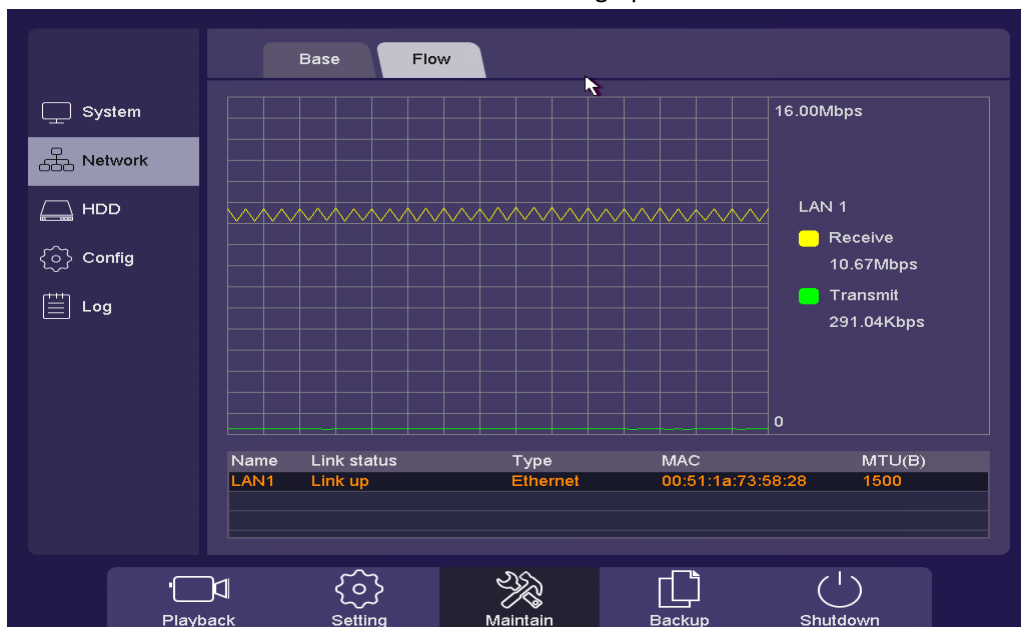 Base Flow
System
Network
HDD
Config
Log
16.00Mbps
LAN 1
Receive
10.67Mbps
Transmit
291.04Kbps
0
Name Link status Type MAC MTU(B)
LAN1 Link up Ethernet 00:51:1a:73:58:28 1500
Playback Setting Maintain Backup Shutdown